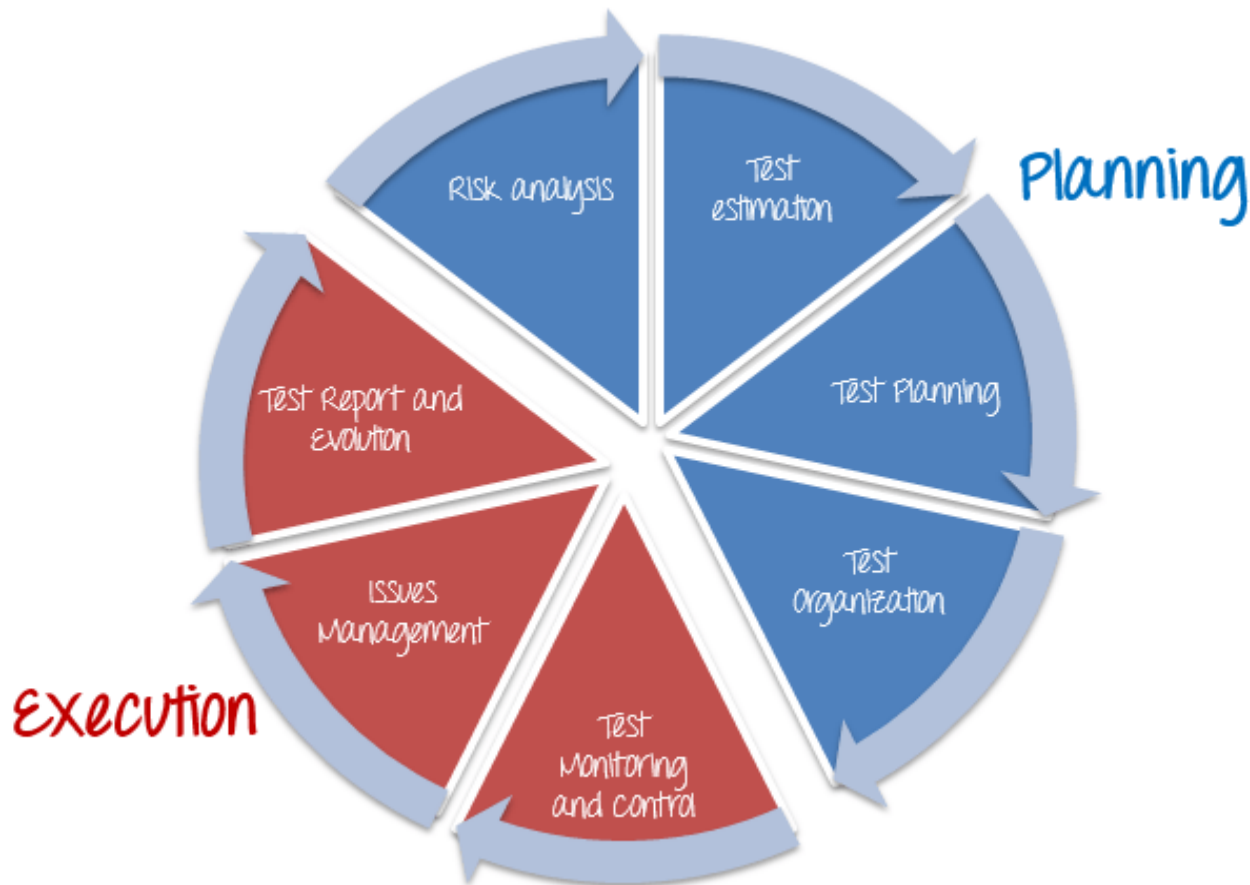 Risk analysis
Test
estimation
Planning
Test Planning
Test
Organization
Test
Monitoring
and Control
Issues
Management
Execution
Test Report and
Evolution